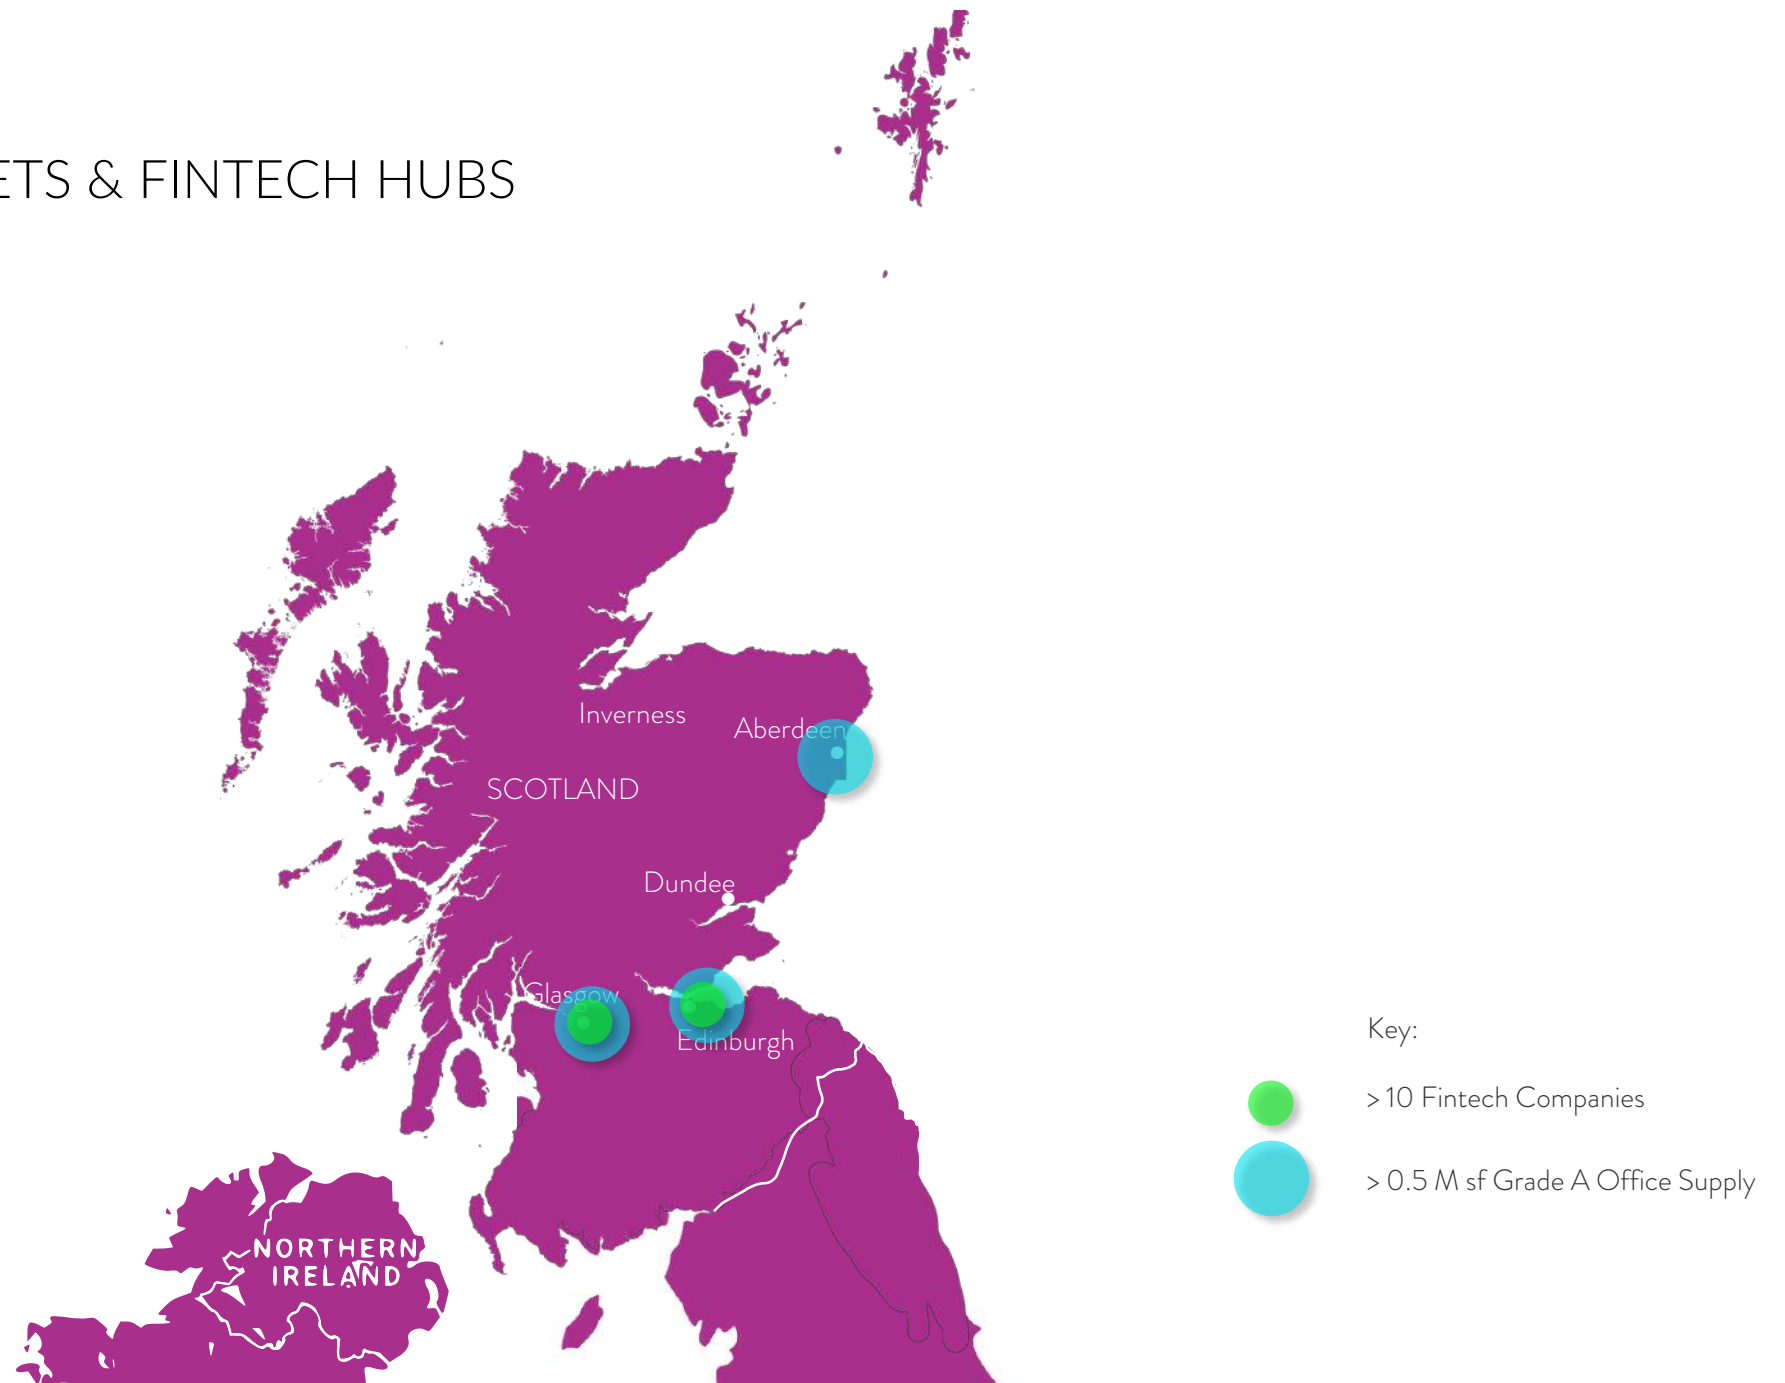 ETS & FINTECH HUBS
Inverness
Aberdeen
SCOTLAND
Dundee
Glasgow
Edinburgh
Key:
> 10 Fintech Companies
> 0.5 M sf Grade A Office Supply
NORTHERN
IRELAND